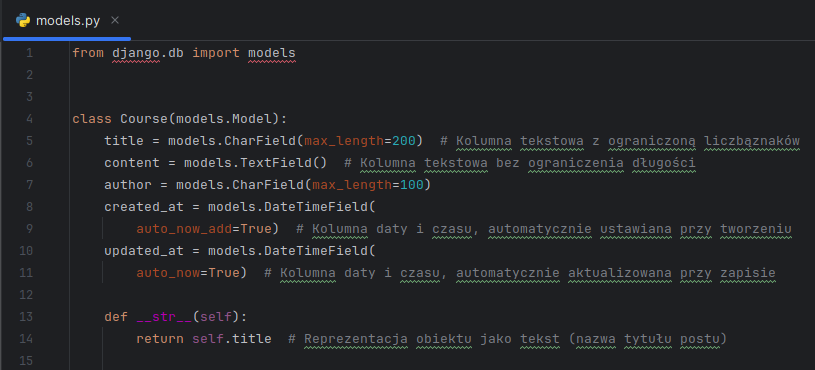 models.py
1 from django.db import models
2
3
4 class Course(models.Model):
5 title = models.CharField(max_length=200)  # Kolumna tekstowa z ograniczoną liczbąznaków
6 content = models.TextField()  # Kolumna tekstowa bez ograniczenia długości
7 author = models.CharField(max_length=100)
8 created_at = models.DateTimeField(
9 auto_now_add=True)  # Kolumna daty i czasu, automatycznie ustawiana przy tworzeniu
10 updated_at = models.DateTimeField(
11 auto_now=True)  # Kolumna daty i czasu, automatycznie aktualizowana przy zapisie
12
13 def __str__(self):
14 return self.title  # Reprezentacja obiektu jako tekst (nazwa tytułu postu)
15